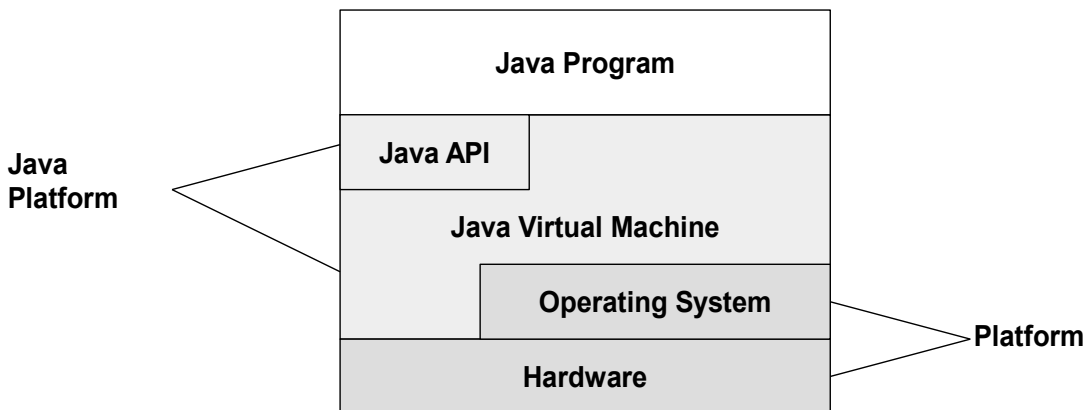 Java Program
Java API
Java
Platform
Java Virtual Machine
Operating System
Platform
Hardware